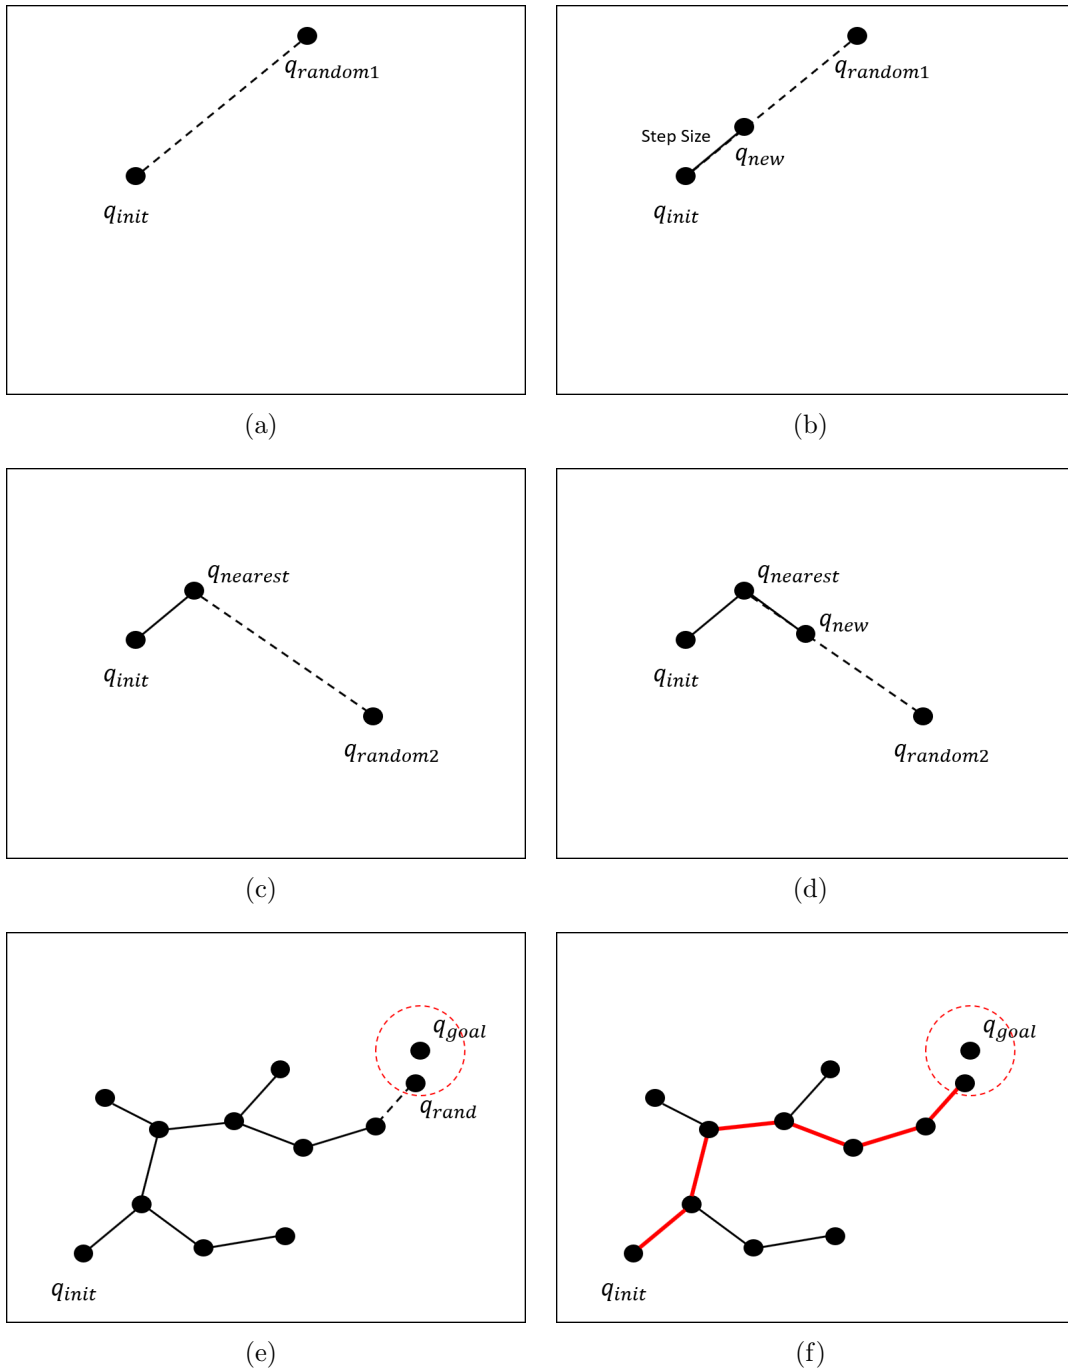 q_random1
q_init
(a)
q_random1
Step Size
q_new
q_init
(b)
q_nearest
q_init
q_random2
(c)
q_nearest
q_new
q_init
q_random2
(d)
q_goal
q_rand
q_init
(e)
q_goal
q_init
(f)